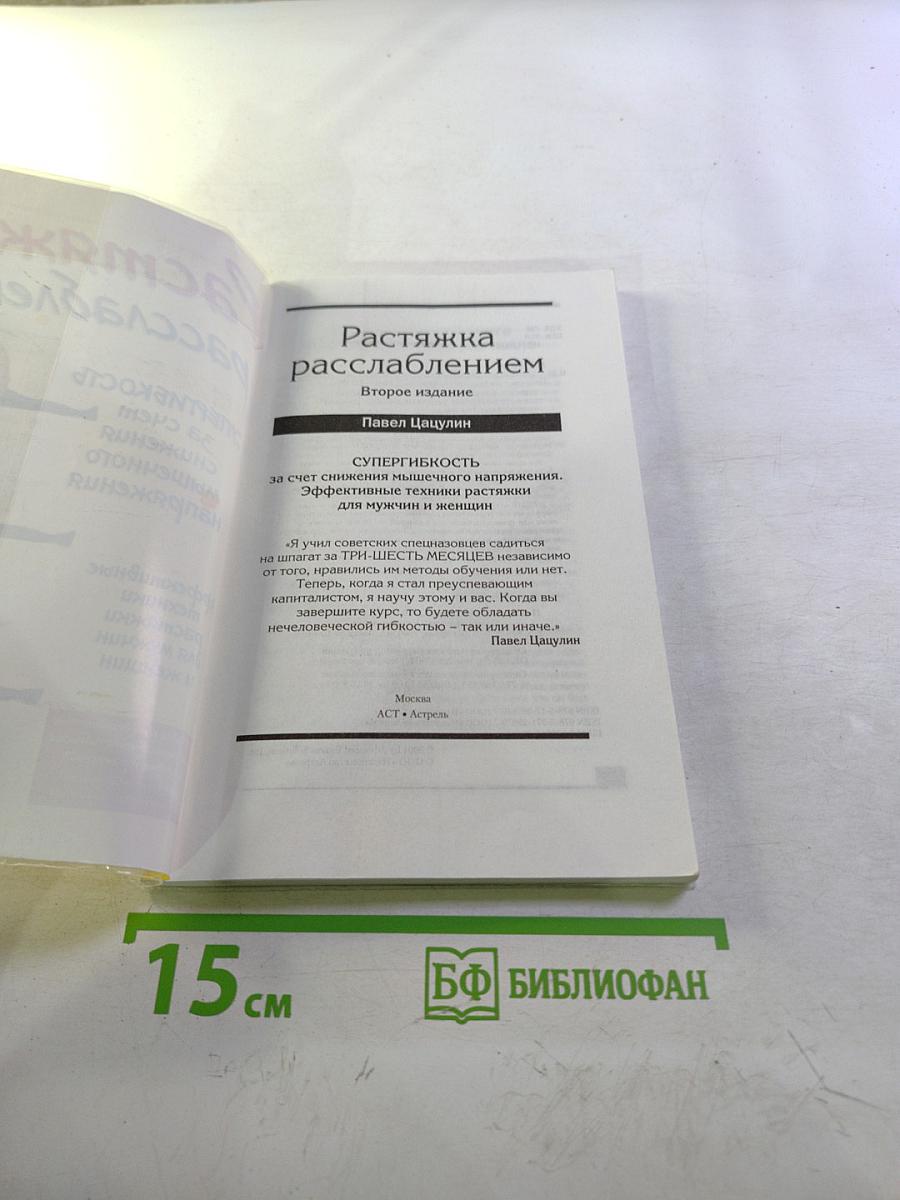 Растяжка
расслаблением
Второе издание
Павел Цацулин
СУПЕРГИБКОСТЬ
за счет снижения мышечного напряжения.
Эффективные техники растяжки
для мужчин и женщин
«Я учил советских спецназовцев садиться
на шпагат за ТРИ-ШЕСТЬ МЕСЯЦЕВ независимо
от того, нравились им методы обучения или нет.
Теперь, когда я стал преуспевающим
капиталистом, я научу этому и вас. Когда вы
завершите курс, то будете обладать
нечеловеческой гибкостью – так или иначе.»
Павел Цацулин
Москва
АСТ • Астрель
15 см
БФ БИБЛИОФАН